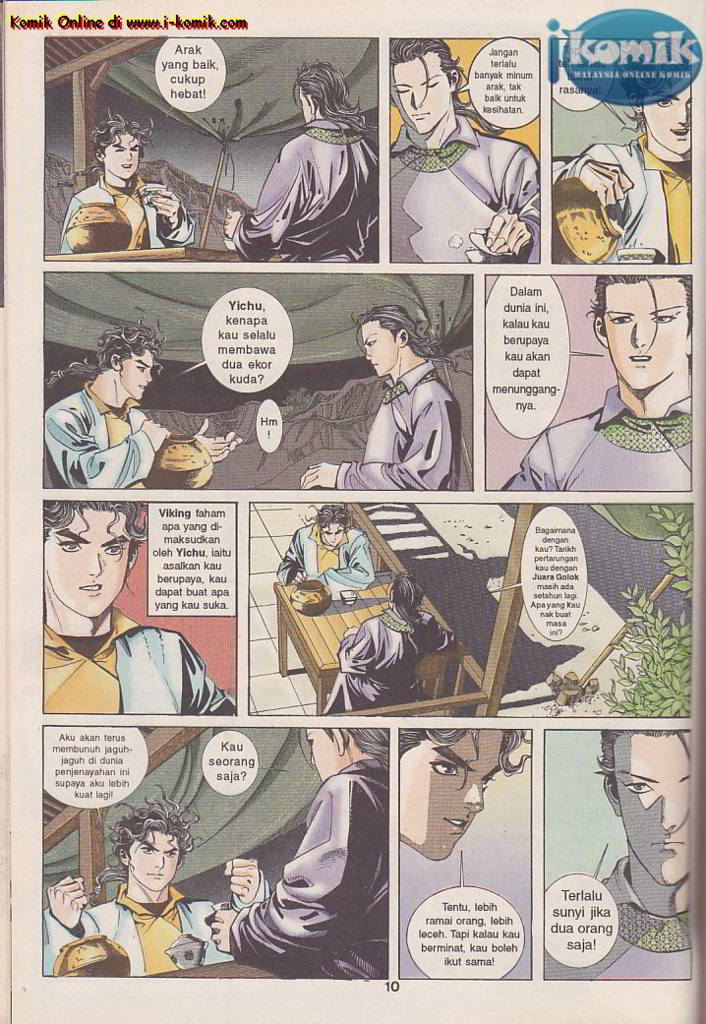 Komik Online di www.i-komik.com
ikomik
MALAYSIA ONLINE KOMIK
Arak
yang baik,
cukup
hebat!
Jangan
terlalu
banyak minum
arak, tak
baik untuk
kesihatan.
rasanya!
Yichu,
kenapa
kau selalu
membawa
dua ekor
kuda?
Hm
!
Dalam
dunia ini,
kalau kau
berupaya
kau akan
dapat
menunggang-
nya.
Viking faham
apa yang di-
maksudkan
oleh Yichu, iaitu
asalkan kau
berupaya, kau
dapat buat apa
yang kau suka.
Bagaimana
dengan
kau? Tarikh
pertarungan
kau dengan
Juara Golok
masih ada
setahun lagi.
Apa yang Kau
nak buat
masa
ini?
Aku akan terus
membunuh jaguh-
jaguh di dunia
penjenayahan ini
supaya aku lebih
kuat lagi!
Kau
seorang
saja?
Tentu, lebih
ramai orang, lebih
leceh. Tapi kalau kau
berminat, kau boleh
ikut sama!
Terlalu
sunyi jika
dua orang
saja!
10